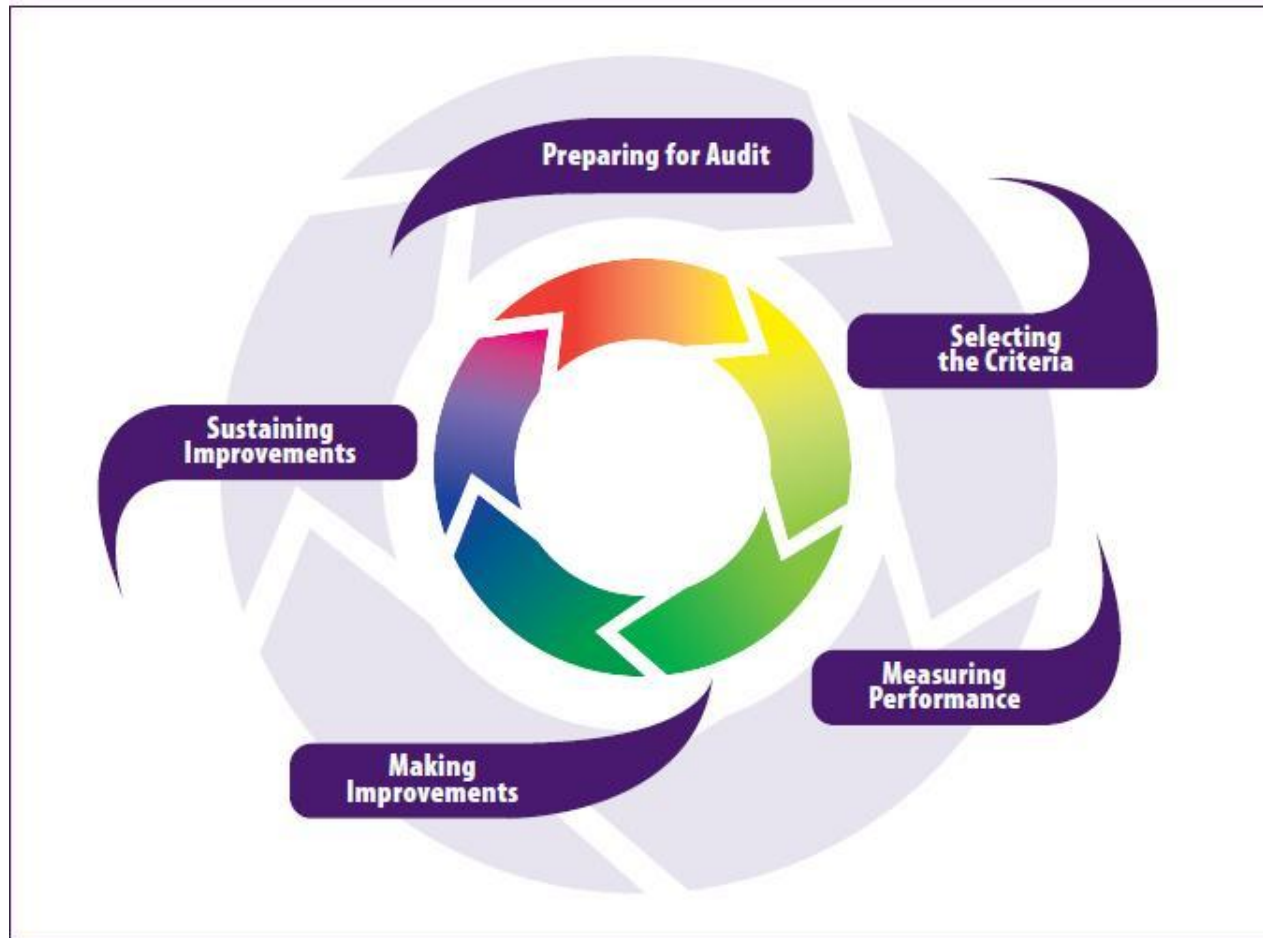 Preparing for Audit
Selecting
the Criteria
Measuring
Performance
Making
Improvements
Sustaining
Improvements